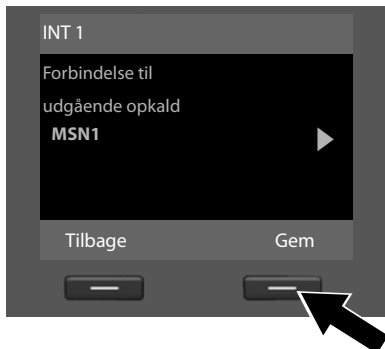 INT 1
Forbindelse til
udgående opkald
MSN1
Tilbage Gem